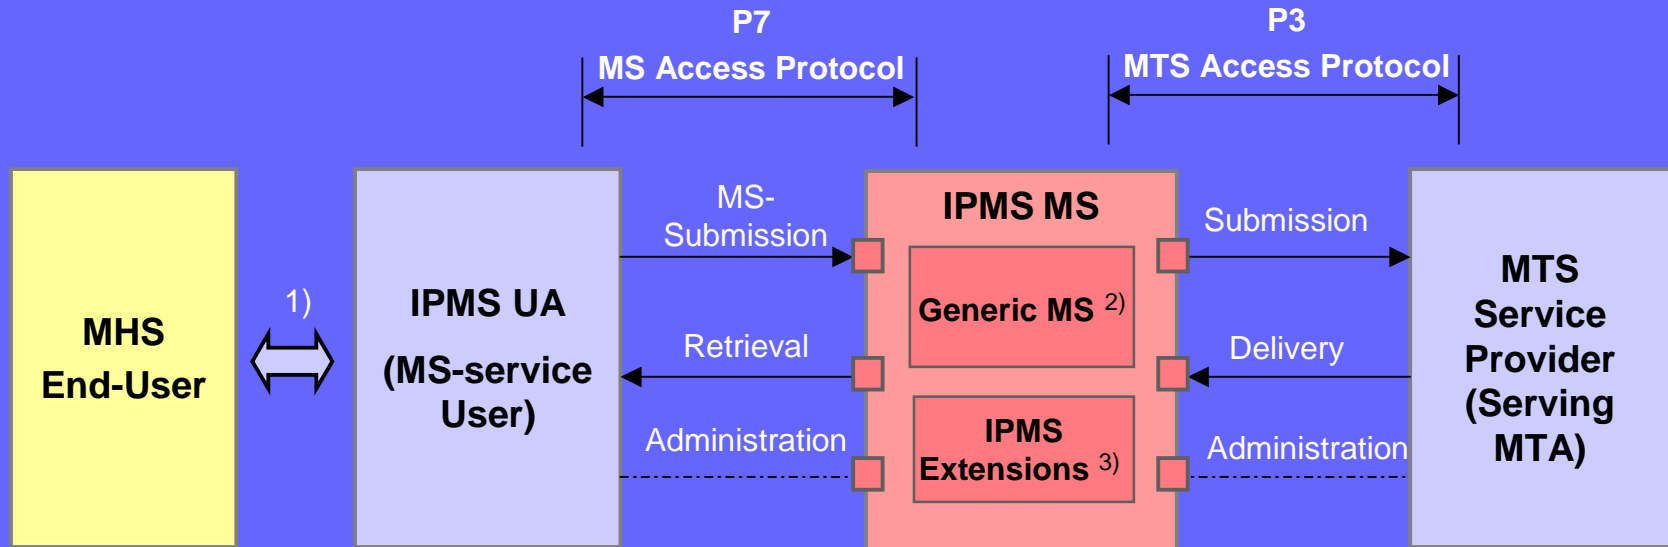 P7
MS Access Protocol
P3
MTS Access Protocol
MHS
End-User
1)
IPMS UA
(MS-service
User)
MS-
Submission
Retrieval
Administration
IPMS MS
Generic MS 2)
IPMS
Extensions 3)
Submission
Delivery
Administration
MTS
Service
Provider
(Serving
MTA)